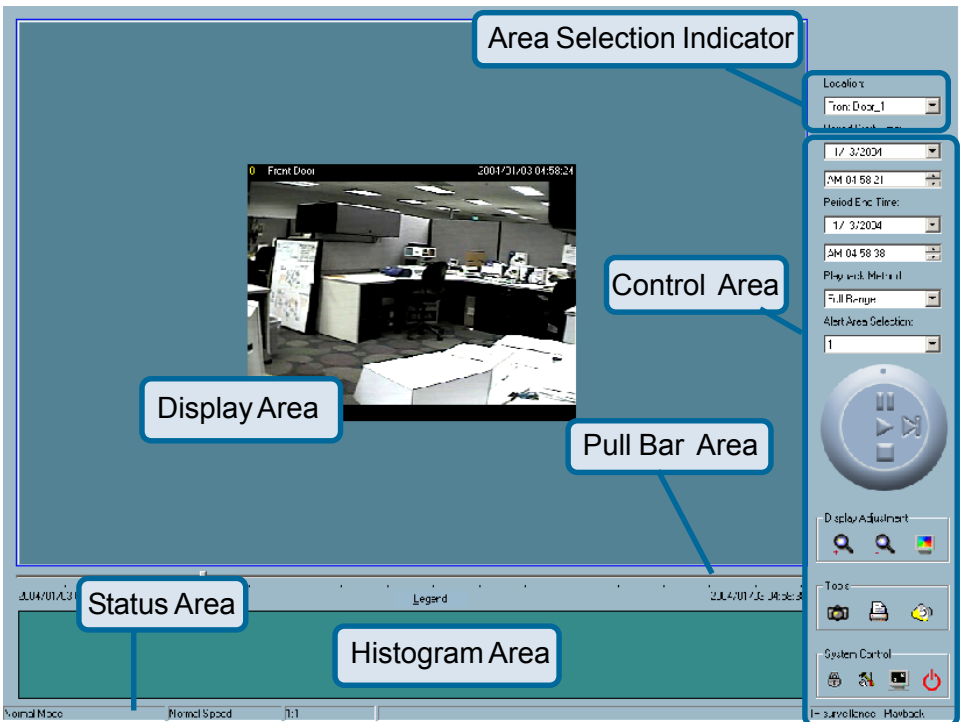 Area Selection Indicator
Location:
Front Door_1
1/ 3/2004
0 Front Door 2004/01/03 04:58:24
AM 04 58 21
Period End Time:
1/ 3/2004
AM 04 58 38
Control Area
Playback Method
Full Range
Alert Area Selection:
1
Display Area
Pull Bar Area
Display Adjustment
Legend
Status Area
Tools
Histogram Area
System Control
Normal Mode Normal Speed 1:1
Playback